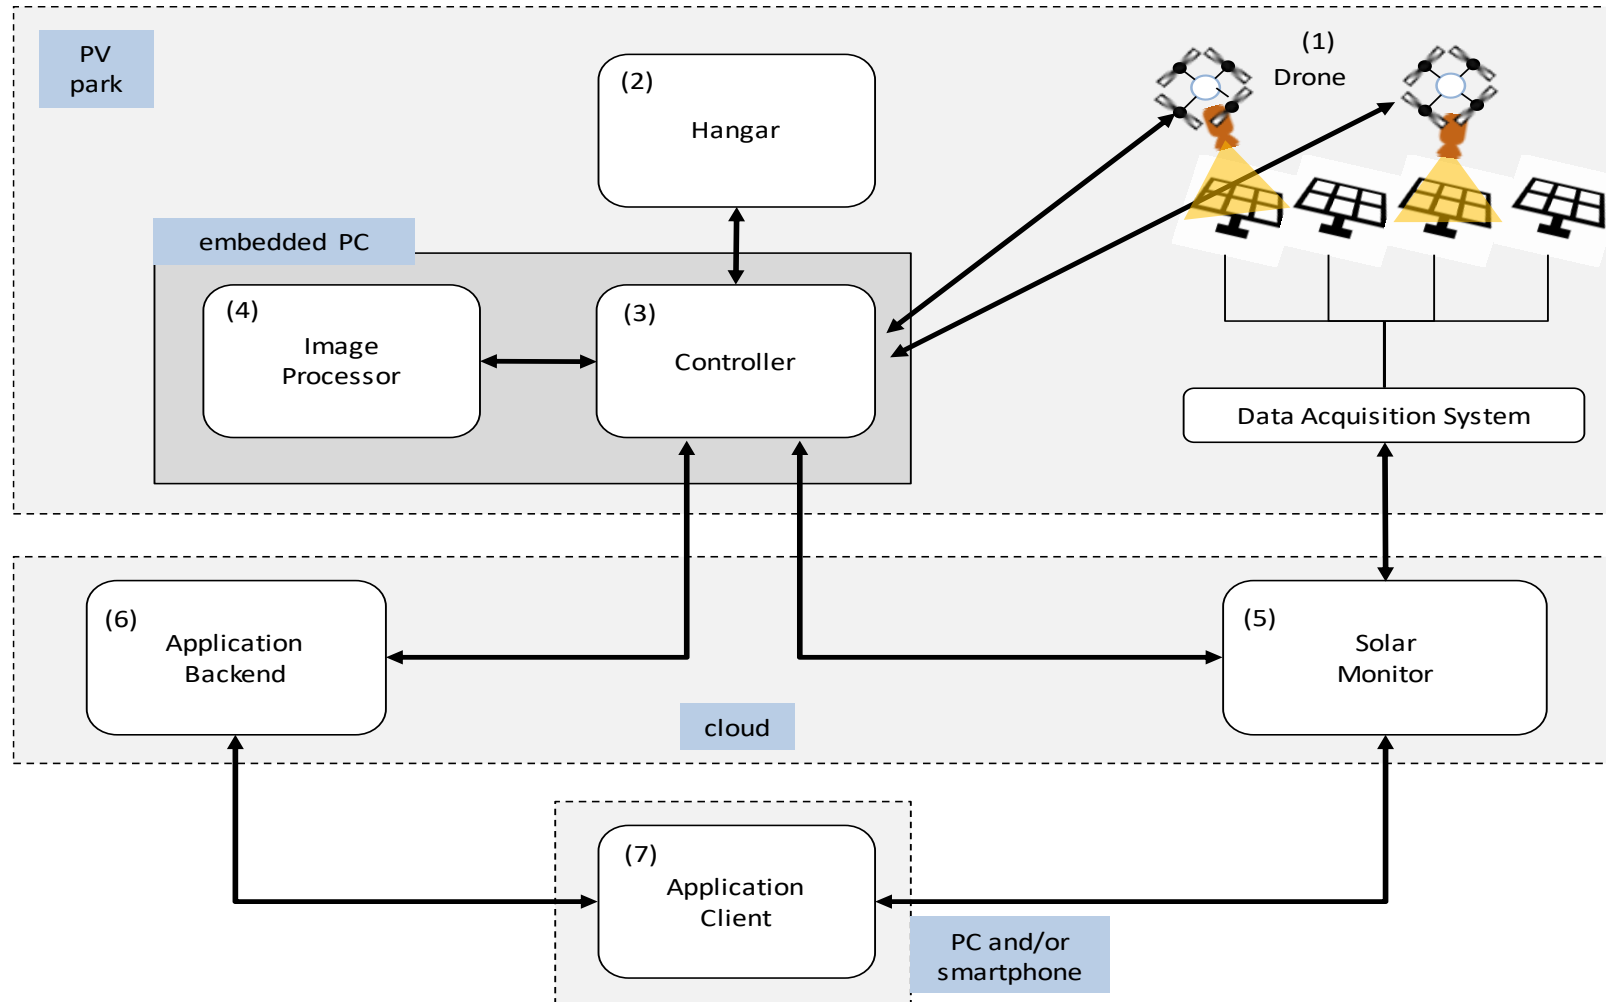 PV
park
(1)
Drone
(2)
Hangar
embedded PC
(4)
Image
Processor
(3)
Controller
Data Acquisition System
(6)
Application
Backend
(5)
Solar
Monitor
cloud
(7)
Application
Client
PC and/or
smartphone